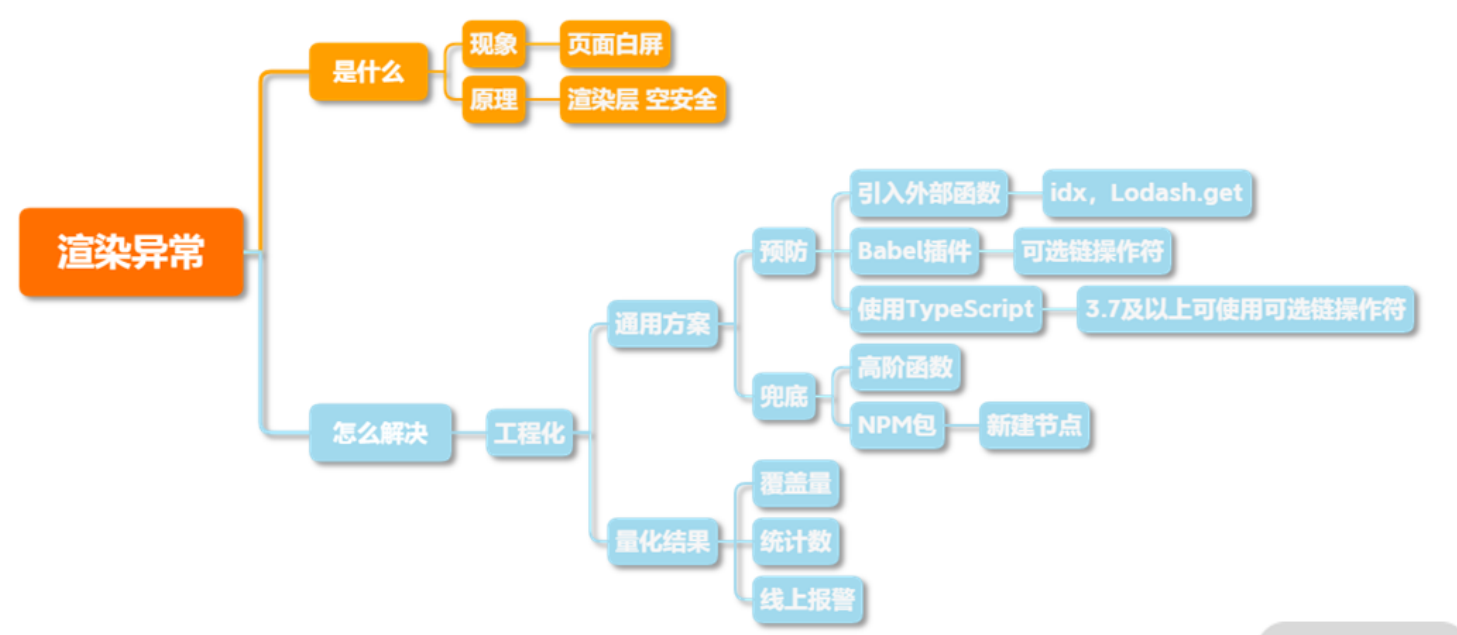 渲染异常
是什么
现象
页面白屏
原理
渲染层 空安全
怎么解决
工程化
通用方案
预防
引入外部函数
idx，Lodash.get
Babel插件
可选链操作符
使用TypeScript
3.7及以上可使用可选链操作符
兜底
高阶函数
NPM包
新建节点
量化结果
覆盖量
统计数
线上报警